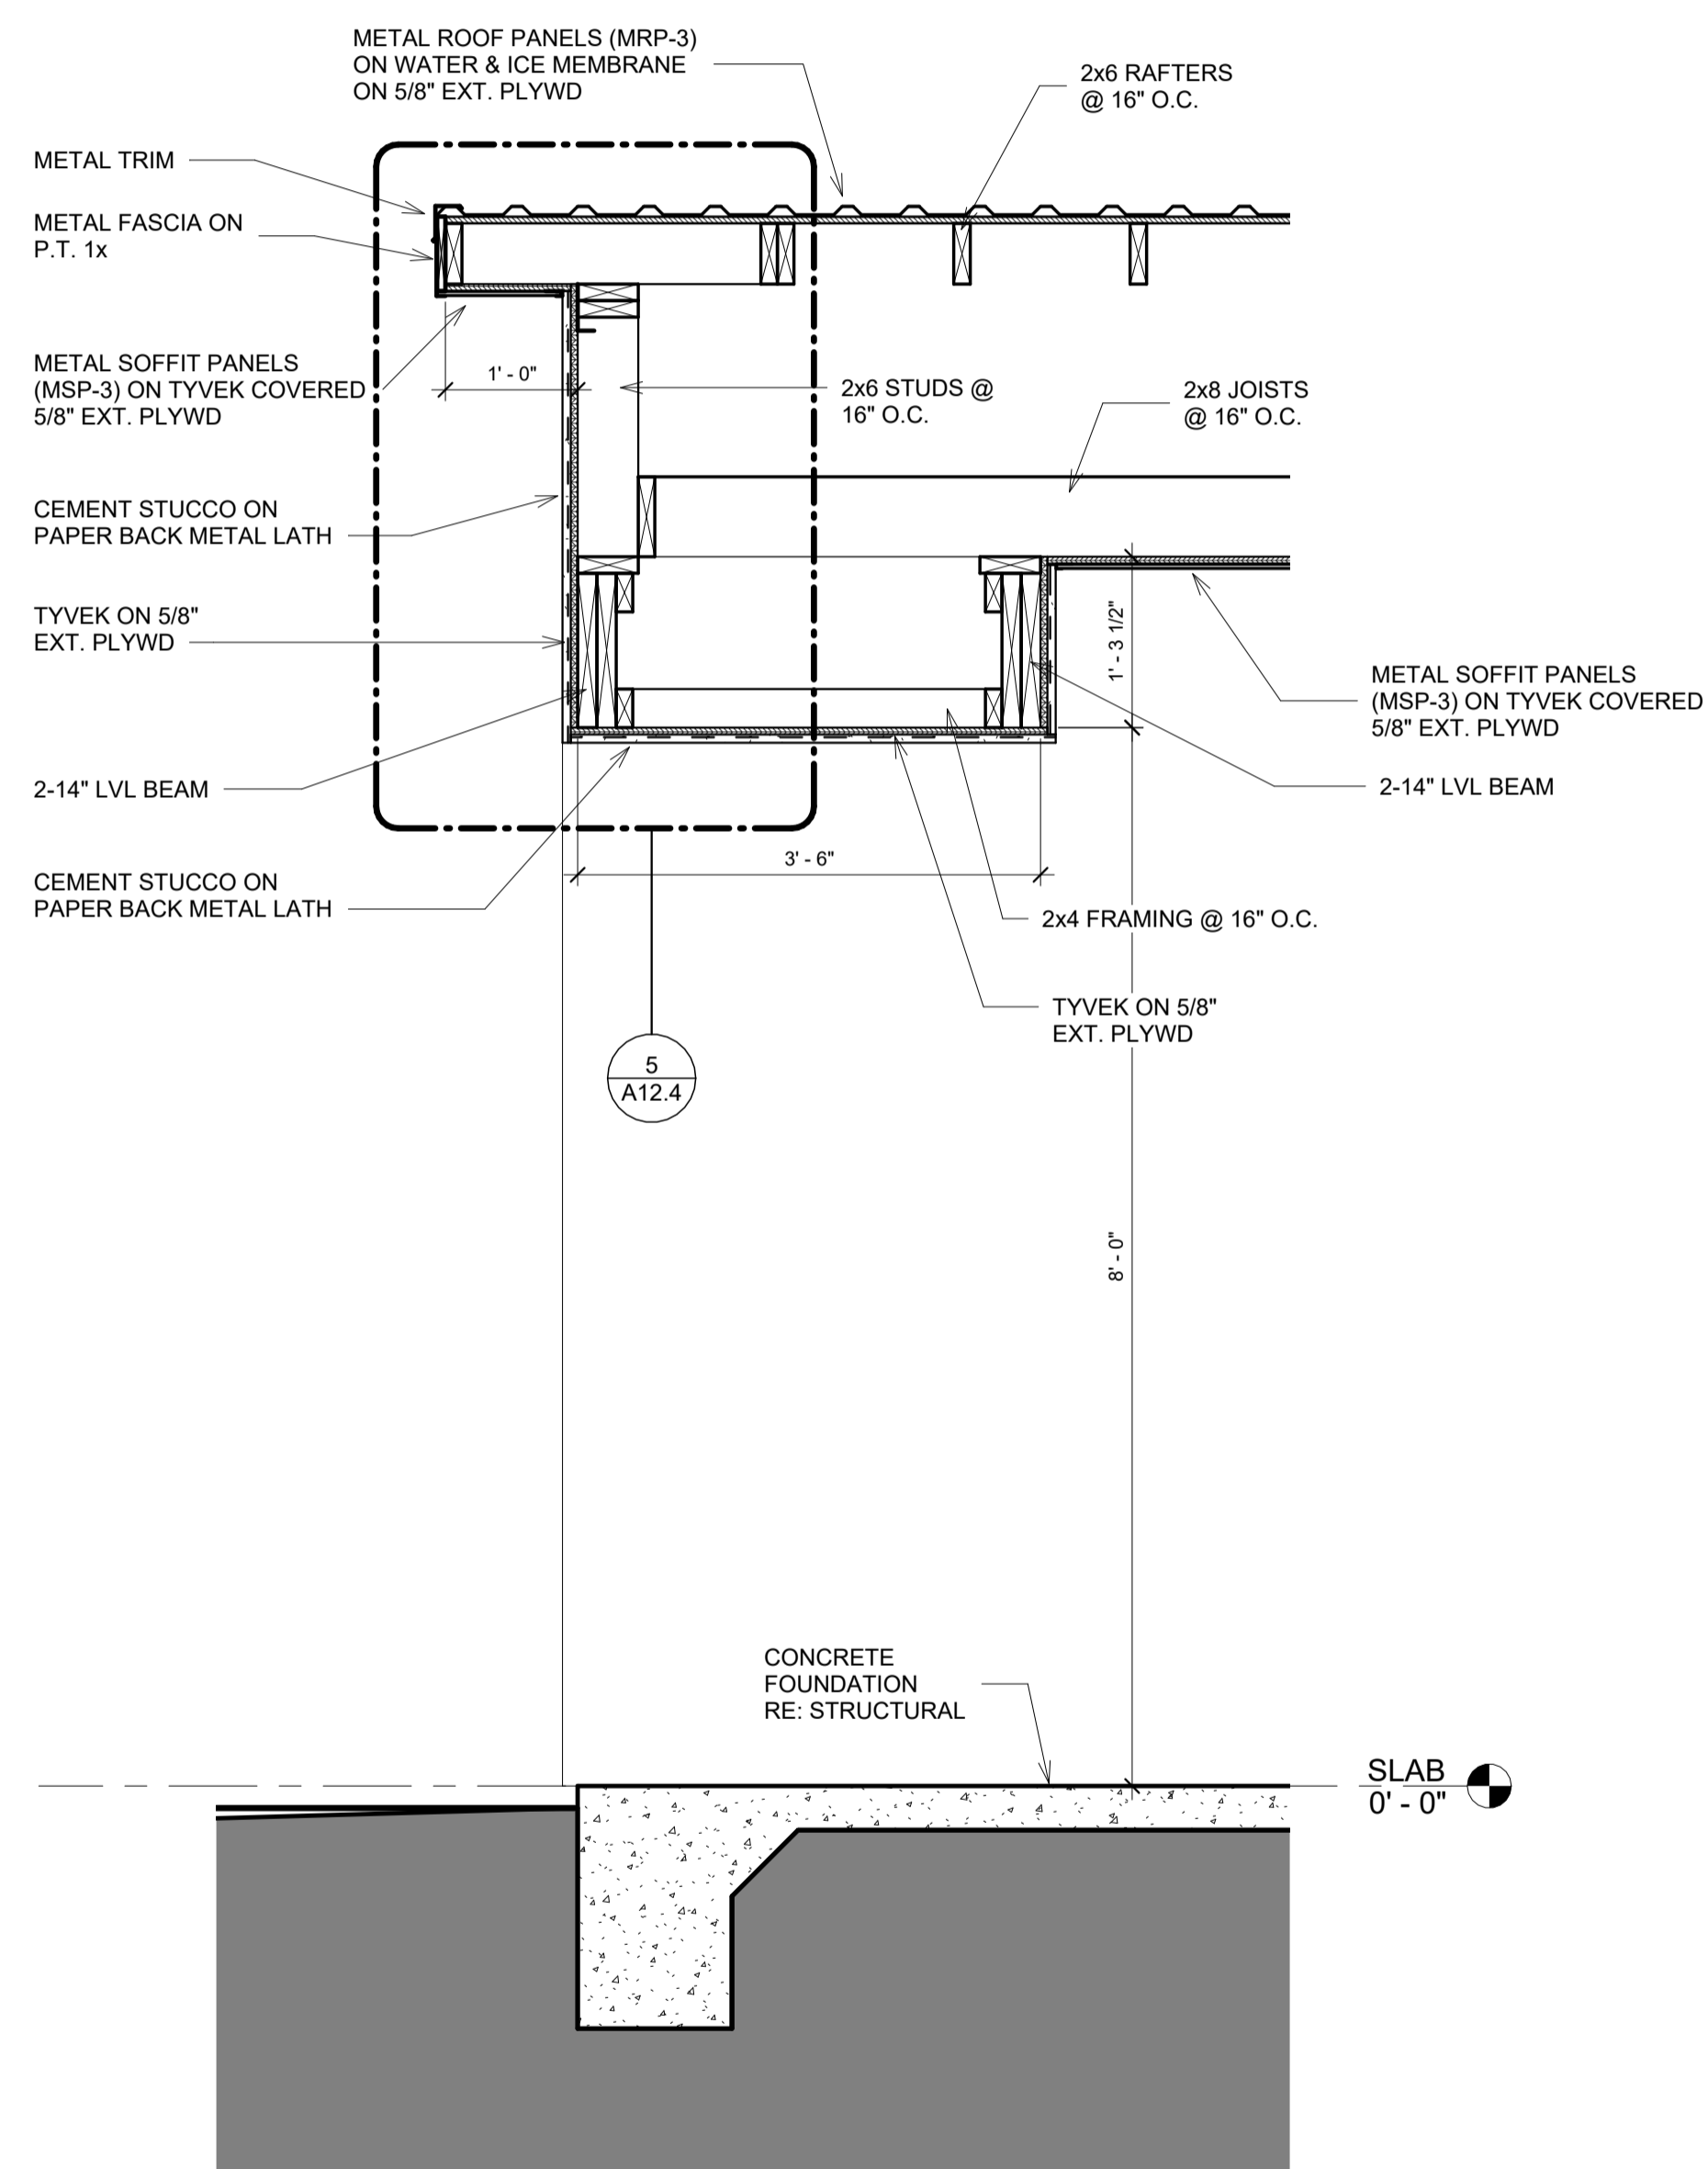 METAL ROOF PANELS (MRP-3)
ON WATER & ICE MEMBRANE
ON 5/8" EXT. PLYWD
2x6 RAFTERS
@ 16" O.C.
METAL TRIM
METAL FASCIA ON
P.T. 1x
METAL SOFFIT PANELS
(MSP-3) ON TYVEK COVERED
5/8" EXT. PLYWD
1' - 0"
2x6 STUDS @
16" O.C.
2x8 JOISTS
@ 16" O.C.
CEMENT STUCCO ON
PAPER BACK METAL LATH
TYVEK ON 5/8"
EXT. PLYWD
1' - 3 1/2"
METAL SOFFIT PANELS
(MSP-3) ON TYVEK COVERED
5/8" EXT. PLYWD
2-14" LVL BEAM
2-14" LVL BEAM
3' - 6"
CEMENT STUCCO ON
PAPER BACK METAL LATH
2x4 FRAMING @ 16" O.C.
TYVEK ON 5/8"
EXT. PLYWD
5
A12.4
8' - 0"
CONCRETE
FOUNDATION
RE: STRUCTURAL
SLAB
0' - 0"